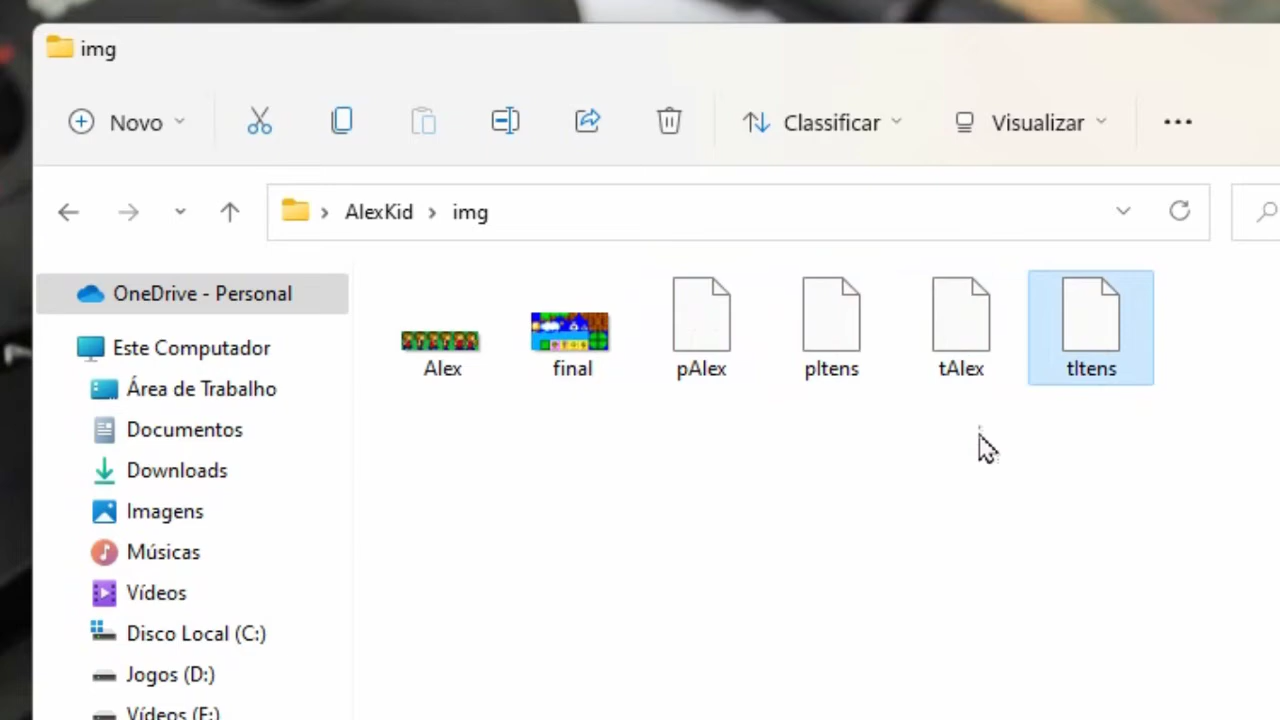 img
Novo
Classificar
Visualizar
AlexKid
img
OneDrive - Personal
Este Computador
Área de Trabalho
Documentos
Downloads
Imagens
Músicas
Vídeos
Disco Local (C:)
Jogos (D:)
Vídeos (E:)
Alex
final
pAlex
pItens
tAlex
tItens